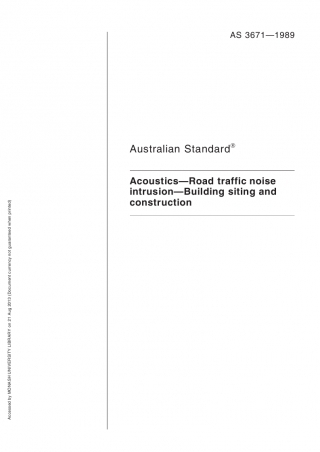 AS 3671—1989
Australian Standard®
Acoustics—Road traffic noise
intrusion—Building siting and
construction
Accessed by MONASH UNIVERSITY LIBRARY on 21 Aug 2013 (Document currency not guaranteed when printed)